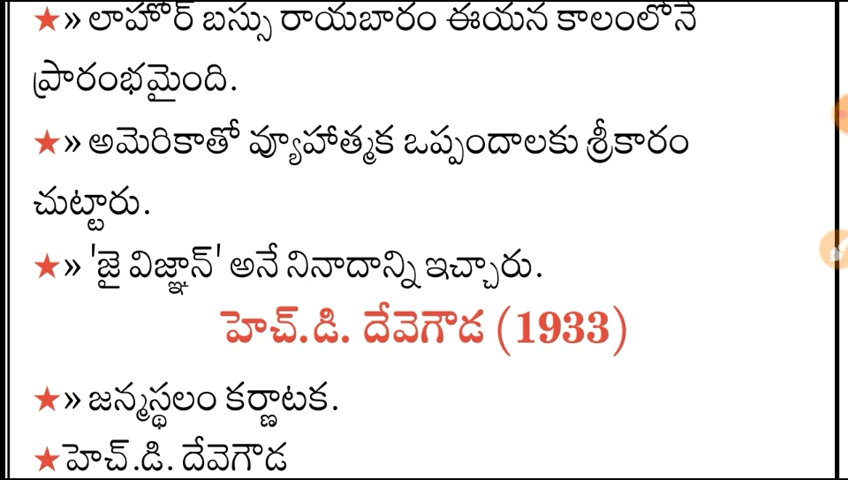 ★» లాహోర్ బస్సు రాయబారం ఈయన కాలంలోనే
ప్రారంభమైంది.
★» అమెరికాతో వ్యూహాత్మక ఒప్పందాలకు శ్రీకారం
చుట్టారు.
★» 'జై విజ్ఞాన్' అనే నినాదాన్ని ఇచ్చారు.
హెచ్.డి. దేవెగౌడ (1933)
★» జన్మస్థలం కర్ణాటక.
★హెచ్.డి. దేవెగౌడ